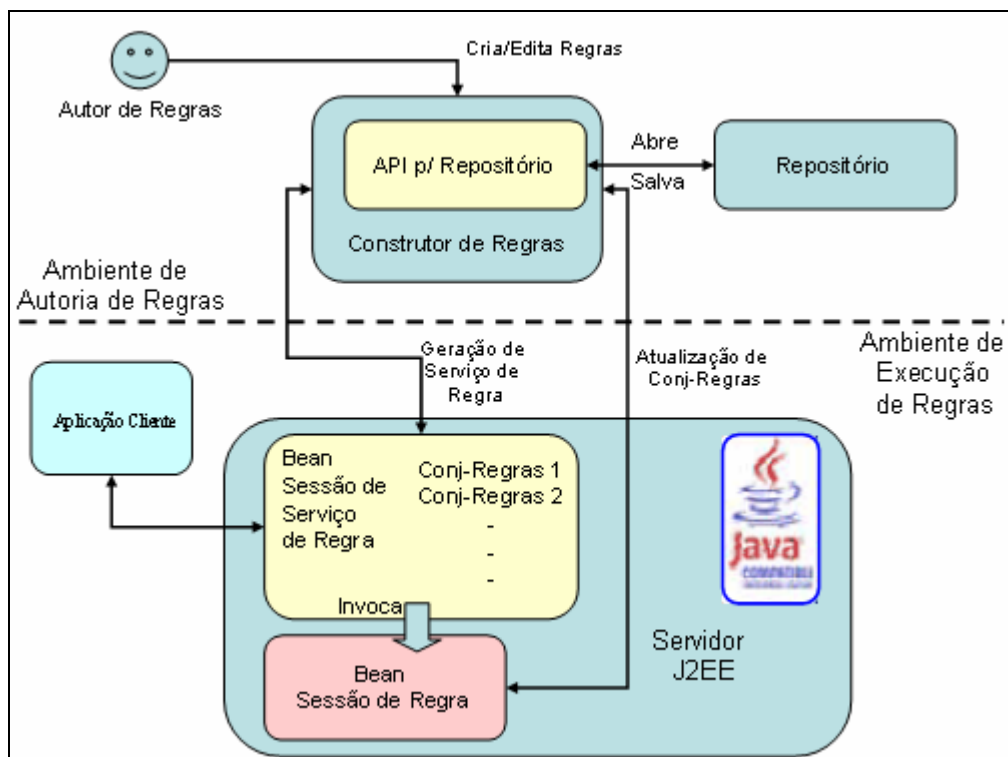 Cria/Edita Regras
Autor de Regras
API p/ Repositório
Abre
Salva
Repositório
Construtor de Regras
Ambiente de
Autoria de Regras
Geração de
Serviço de
Regra
Atualização de
Conj-Regras
Ambiente de
Execução
de Regras
Aplicação Cliente
Bean
Sessão de
Serviço
de Regra
Conj-Regras 1
Conj-Regras 2
-
-
-
Invoca
Bean
Sessão de Regra
Java
COMPATIBLE
Servidor
J2EE